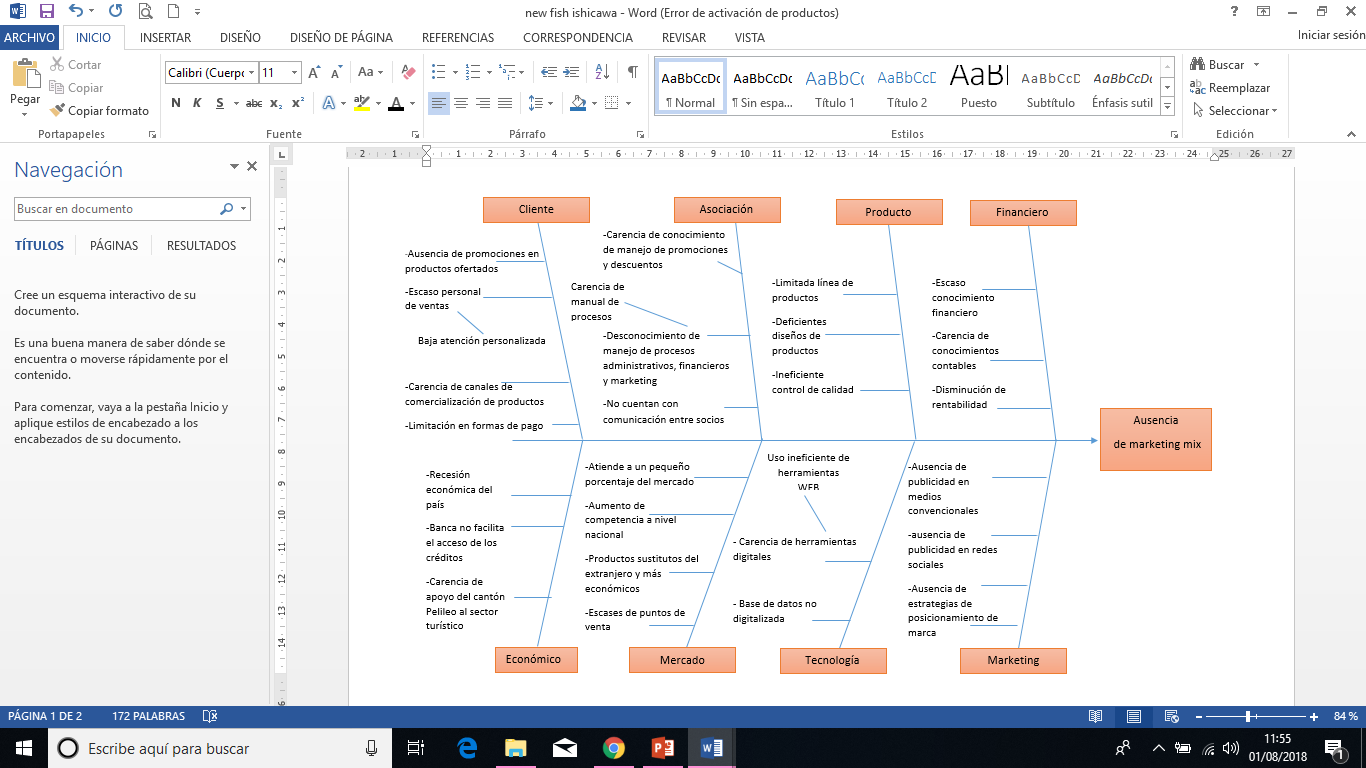 new fish ishicawa - Word (Error de activación de productos)
ARCHIVO
INICIO
INSERTAR
DISEÑO
DISEÑO DE PÁGINA
REFERENCIAS
CORRESPONDENCIA
REVISAR
VISTA
Iniciar sesión
Pegar
Cortar
Copiar
Copiar formato
Portapapeles
Calibri (Cuerpo
11
Fuente
Párrafo
AaBbCcDc
¶ Normal
AaBbCcDc
¶ Sin espa...
AaBbCc
Título 1
AaBbCcD
Título 2
AaBl
Puesto
AaBbCcD
Subtítulo
AaBbCcDc
Énfasis sutil
Estilos
Buscar
Reemplazar
Seleccionar
Edición
Navegación
Buscar en documento
TÍTULOS
PÁGINAS
RESULTADOS
Cree un esquema interactivo de su
documento.
Es una buena manera de saber dónde se
encuentra o moverse rápidamente por el
contenido.
Para comenzar, vaya a la pestaña Inicio y
aplique estilos de encabezado a los
encabezados de su documento.
Cliente
Asociación
Producto
Financiero
-Ausencia de promociones en
productos ofertados
-Escaso personal
de ventas
Baja atención personalizada
-Carencia de canales de
comercialización de productos
-Limitación en formas de pago
-Carencia de conocimiento
de manejo de promociones
y descuentos
Carencia de
manual de
procesos
-Desconocimiento de
manejo de procesos
administrativos, financieros
y marketing
-No cuentan con
comunicación entre socios
-Limitada línea de
productos
-Deficientes
diseños de
productos
-Ineficiente
control de calidad
-Escaso
conocimiento
financiero
-Carencia de
conocimientos
contables
-Disminución de
rentabilidad
Ausencia
de marketing mix
-Recesión
económica del
país
-Banca no facilita
el acceso de los
créditos
-Carencia de
apoyo del cantón
Pelileo al sector
turístico
-Atiende a un pequeño
porcentaje del mercado
-Aumento de
competencia a nivel
nacional
-Productos sustitutos del
extranjero y más
económicos
-Escases de puntos de
venta
Uso ineficiente de
herramientas
WEB
- Carencia de herramientas
digitales
- Base de datos no
digitalizada
-Ausencia de
publicidad en
medios
convencionales
-ausencia de
publicidad en redes
sociales
-Ausencia de
estrategias de
posicionamiento de
marca
Económico
Mercado
Tecnología
Marketing
PÁGINA 1 DE 2
172 PALABRAS
84 %
Escribe aquí para buscar
11:55
01/08/2018